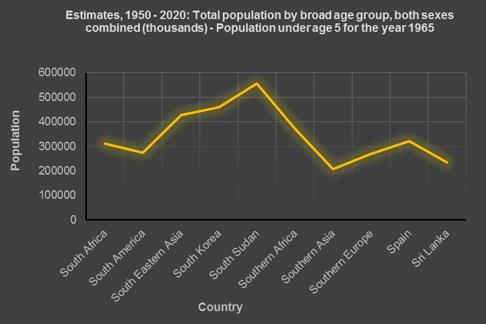 Estimates, 1950 - 2020: Total population by broad age group, both sexes
combined (thousands) - Population under age 5 for the year 1965
Population
600000
500000
400000
300000
200000
100000
0
South Africa
South America
South Eastern Asia
South Korea
South Sudan
Southern Africa
Southern Asia
Southern Europe
Spain
Sri Lanka
Country